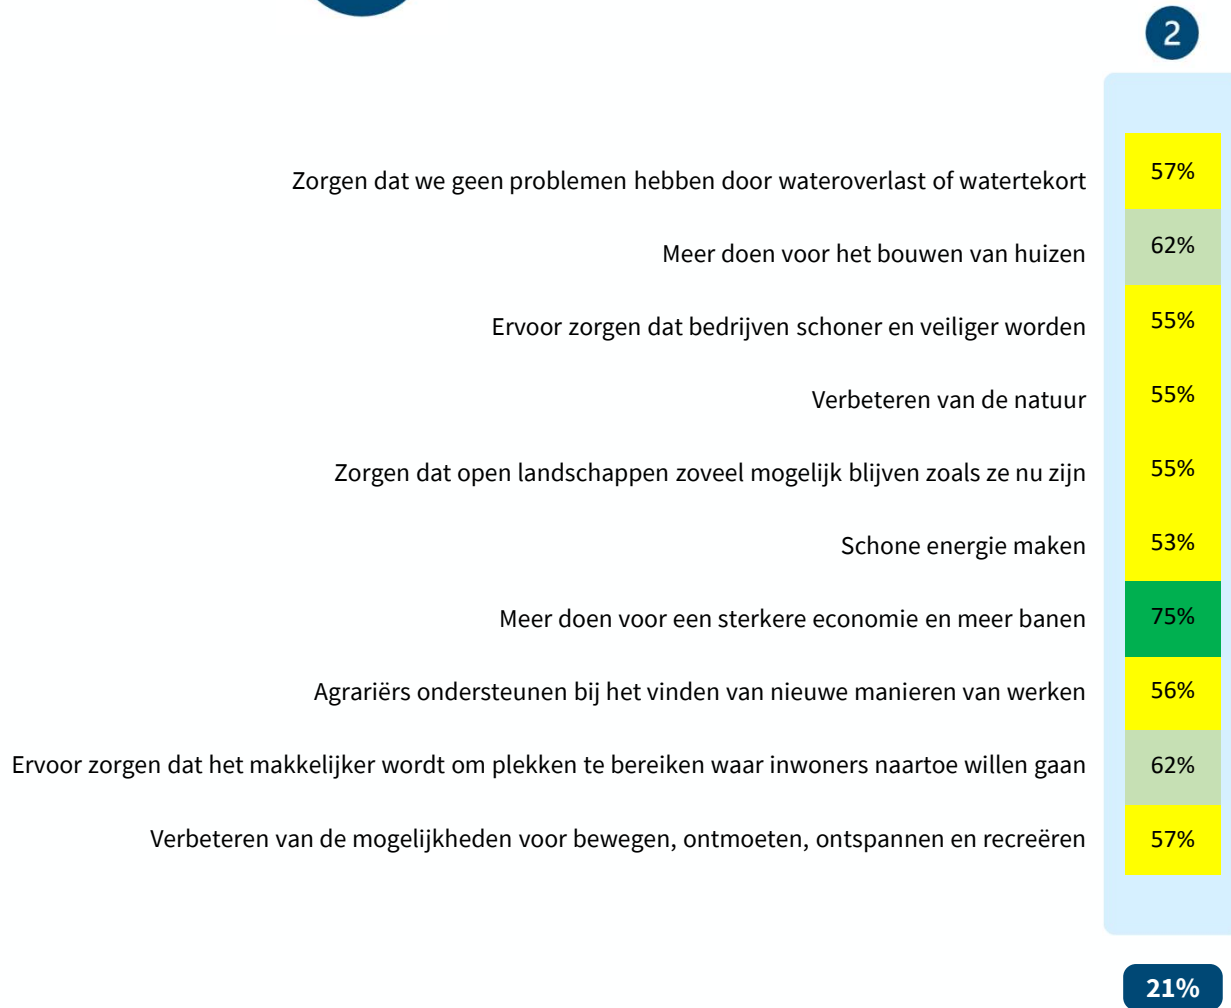 2
Zorgen dat we geen problemen hebben door wateroverlast of watertekort 57%
Meer doen voor het bouwen van huizen 62%
Ervoor zorgen dat bedrijven schoner en veiliger worden 55%
Verbeteren van de natuur 55%
Zorgen dat open landschappen zoveel mogelijk blijven zoals ze nu zijn 55%
Schone energie maken 53%
Meer doen voor een sterkere economie en meer banen 75%
Agrariërs ondersteunen bij het vinden van nieuwe manieren van werken 56%
Ervoor zorgen dat het makkelijker wordt om plekken te bereiken waar inwoners naartoe willen gaan 62%
Verbeteren van de mogelijkheden voor bewegen, ontmoeten, ontspannen en recreëren 57%
21%